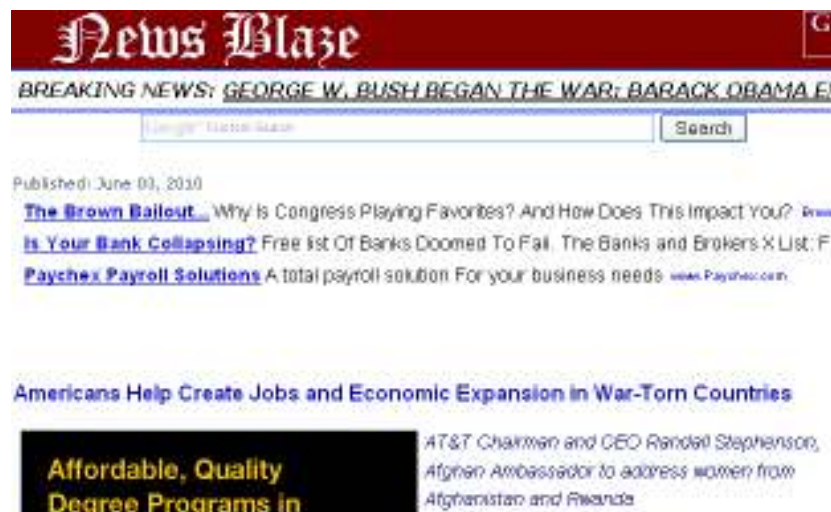 News Blaze
G
BREAKING NEWS: GEORGE W. BUSH BEGAN THE WAR; BARACK OBAMA E
Google Search
Published: June 03, 2010
The Brown Bailout... Why Is Congress Playing Favorites? And How Does This Impact You?
Is Your Bank Collapsing? Free list Of Banks Doomed To Fail. The Banks and Brokers X List: F
Paychex Payroll Solutions A total payroll solution For your business needs www.Paychex.com
Americans Help Create Jobs and Economic Expansion in War-Torn Countries
AT&T Chairman and CEO Randall Stephenson,
Afghan Ambassador to address women from
Afghanistan and Rwanda
Affordable, Quality
Degree Programs in